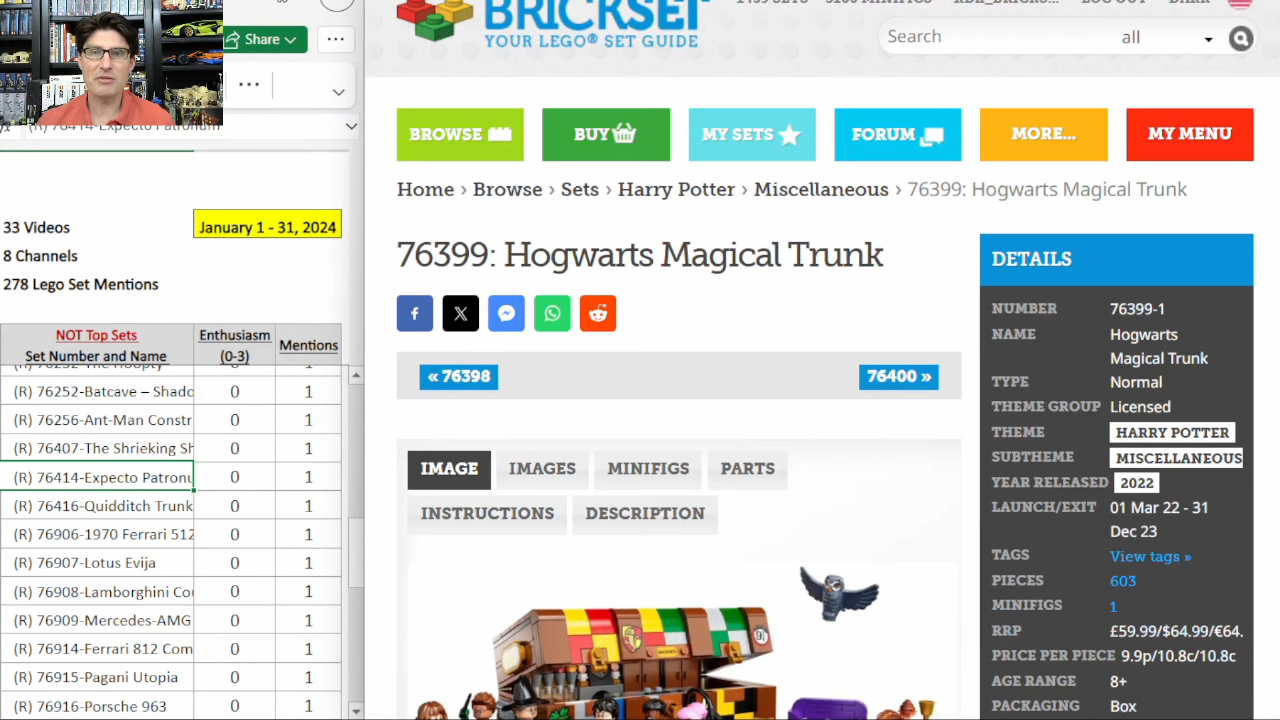 Share
(R) 76414-Expecto Patronum
33 Videos
January 1 - 31, 2024
8 Channels
278 Lego Set Mentions
NOT Top Sets
Set Number and Name
Enthusiasm
(0-3)
Mentions
(R) 76252-Batcave – Shado 0 1
(R) 76256-Ant-Man Constr 0 1
(R) 76407-The Shrieking Sh 0 1
(R) 76414-Expecto Patronu 0 1
(R) 76416-Quidditch Trunk 0 1
(R) 76906-1970 Ferrari 512 0 1
(R) 76907-Lotus Evija 0 1
(R) 76908-Lamborghini Cou 0 1
(R) 76909-Mercedes-AMG 0 1
(R) 76914-Ferrari 812 Com 0 1
(R) 76915-Pagani Utopia 0 1
(R) 76916-Porsche 963 0 1
BRICKSET
YOUR LEGO® SET GUIDE
Search
all
BROWSE
BUY
MY SETS
FORUM
MORE...
MY MENU
Home › Browse › Sets › Harry Potter › Miscellaneous › 76399: Hogwarts Magical Trunk
76399: Hogwarts Magical Trunk
« 76398
76400 »
IMAGE
IMAGES
MINIFIGS
PARTS
INSTRUCTIONS
DESCRIPTION
DETAILS
NUMBER 76399-1
NAME Hogwarts
Magical Trunk
TYPE Normal
THEME GROUP Licensed
THEME HARRY POTTER
SUBTHEME MISCELLANEOUS
YEAR RELEASED 2022
LAUNCH/EXIT 01 Mar 22 - 31
Dec 23
TAGS View tags »
PIECES 603
MINIFIGS 1
RRP £59.99/$64.99/€64.
PRICE PER PIECE 9.9p/10.8c/10.8c
AGE RANGE 8+
PACKAGING Box